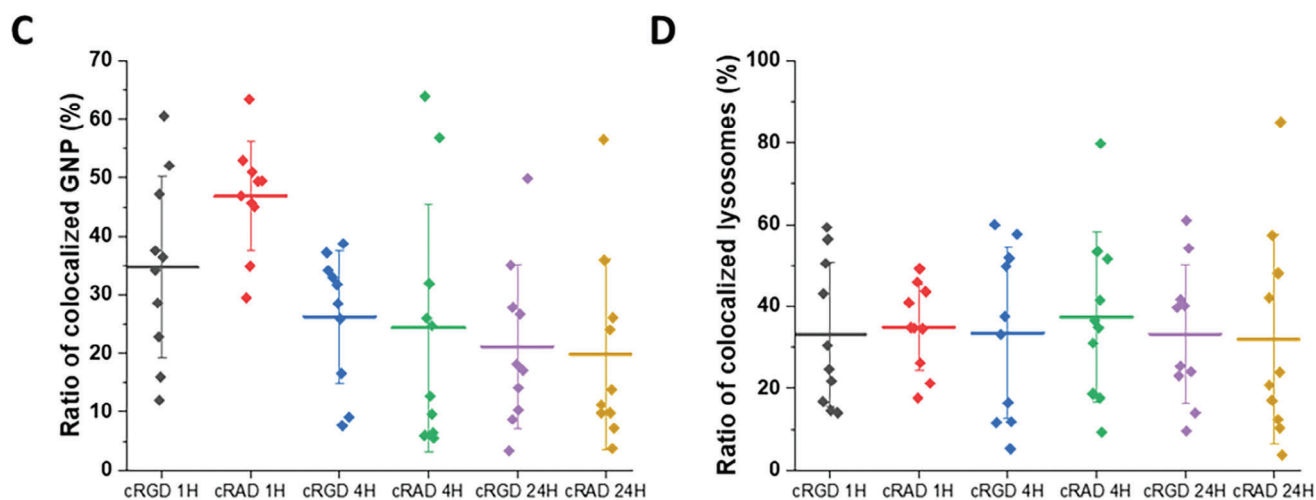 C
Ratio of colocalized GNP (%)
70
60
50
40
30
20
10
0
cRGD 1H cRAD 1H cRGD 4H cRAD 4H cRGD 24H cRAD 24H
D
Ratio of colocalized lysosomes (%)
100
80
60
40
20
0
cRGD 1H cRAD 1H cRGD 4H cRAD 4H cRGD 24H cRAD 24H